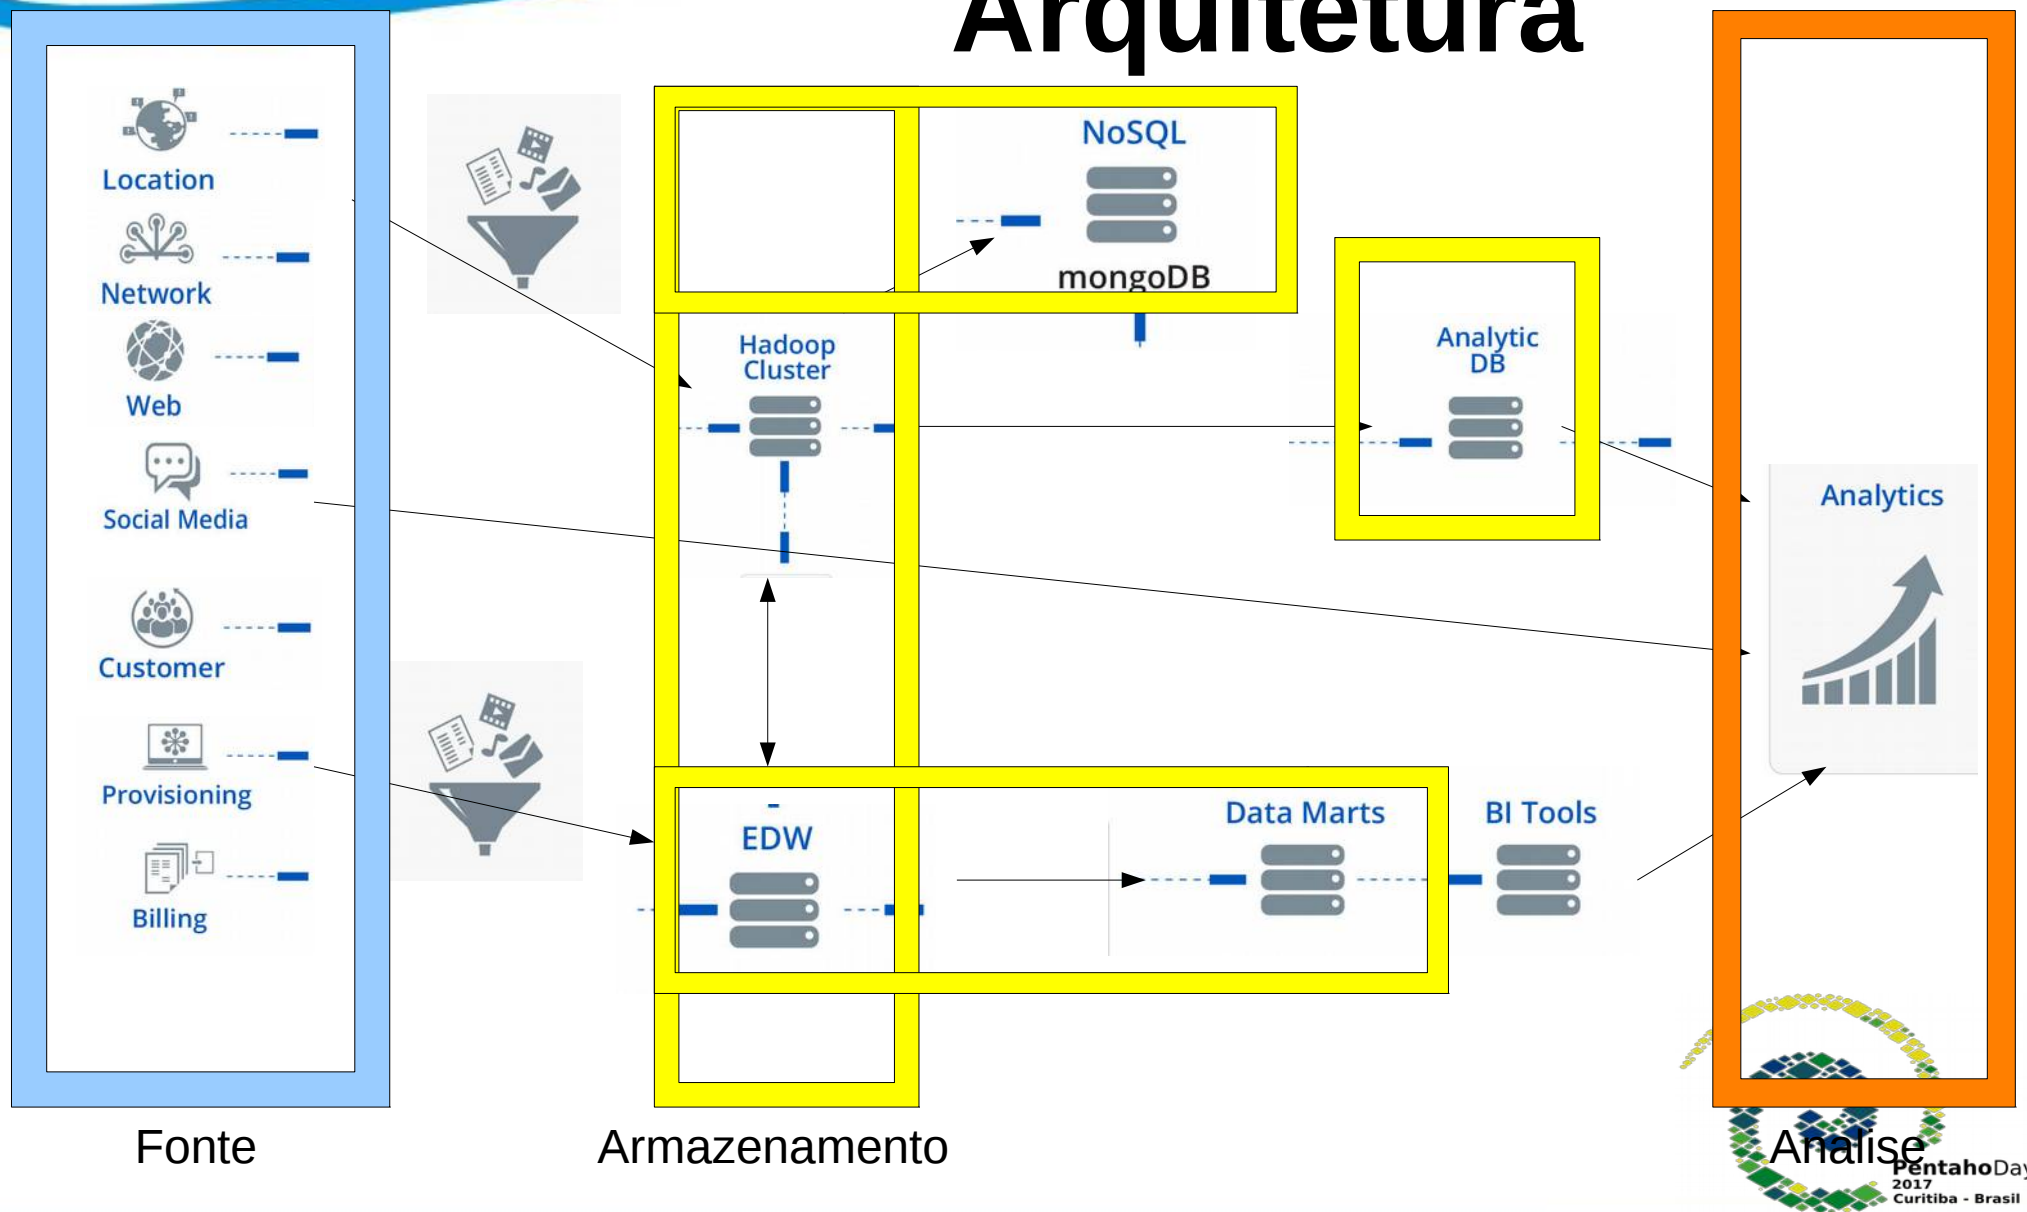 Arquitetura
Location
Network
Web
Social Media
Customer
Provisioning
Billing
NoSQL
mongoDB
Hadoop
Cluster
Analytic
DB
Analytics
EDW
Data Marts
BI Tools
Fonte
Armazenamento
Analise
PentahoDay
2017
Curitiba - Brasil